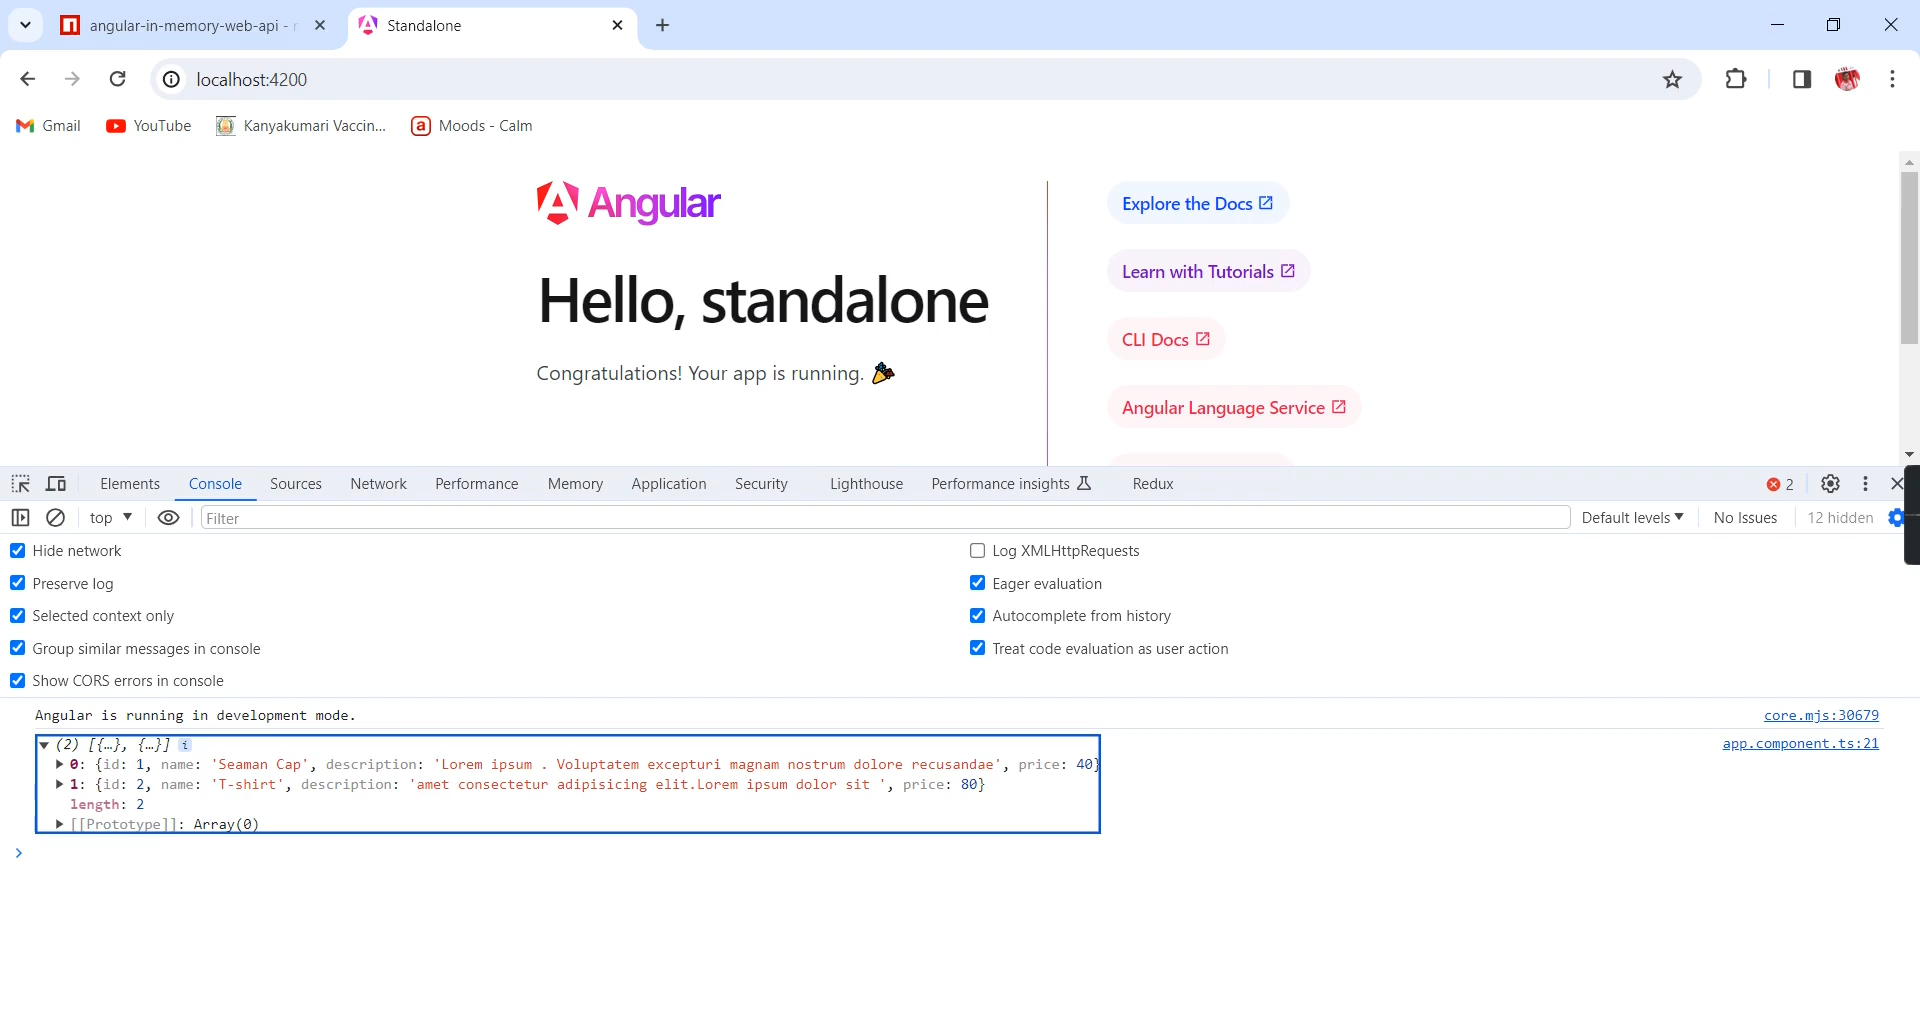 angular-in-memory-web-api -
Standalone
localhost:4200
Gmail
YouTube
Kanyakumari Vaccin...
Moods - Calm
Angular
Hello, standalone
Congratulations! Your app is running.
Explore the Docs
Learn with Tutorials
CLI Docs
Angular Language Service
Elements
Console
Sources
Network
Performance
Memory
Application
Security
Lighthouse
Performance insights
Redux
2
top
Filter
Default levels
No Issues
12 hidden
Hide network
Log XMLHttpRequests
Preserve log
Eager evaluation
Selected context only
Autocomplete from history
Group similar messages in console
Treat code evaluation as user action
Show CORS errors in console
Angular is running in development mode.
core.mjs:30679
(2) [{…}, {…}] i
app.component.ts:21
0: {id: 1, name: 'Seaman Cap', description: 'Lorem ipsum . Voluptatem excepturi magnam nostrum dolore recusandae', price: 40}
1: {id: 2, name: 'T-shirt', description: 'amet consectetur adipisicing elit.Lorem ipsum dolor sit ', price: 80}
length: 2
[[Prototype]]: Array(0)